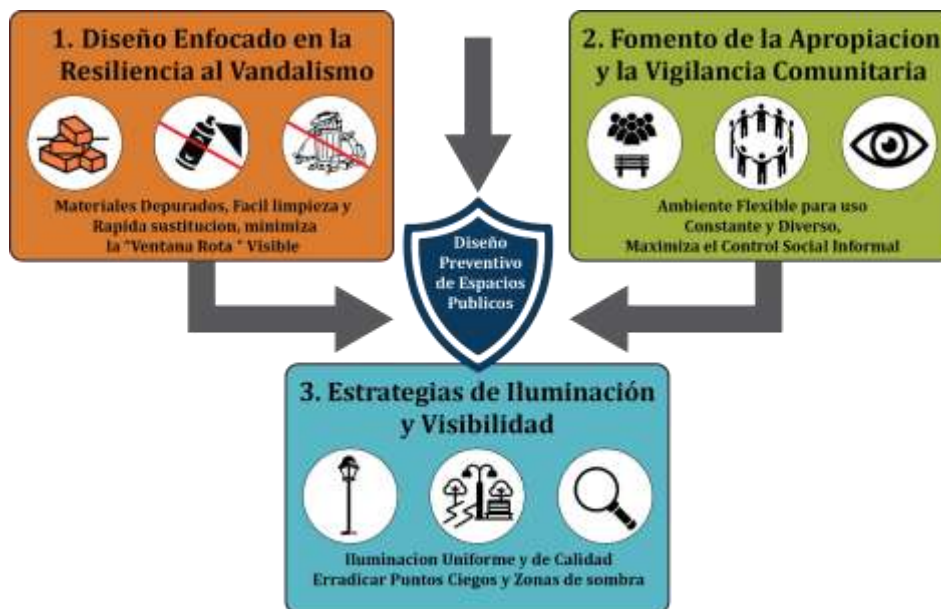 1. Diseño Enfocado en la
Resiliencia al Vandalismo
Materiales Depurados, Facil limpieza y
Rapida sustitucion, minimiza
la "Ventana Rota " Visible
2. Fomento de la Apropiacion
y la Vigilancia Comunitaria
Ambiente Flexible para uso
Constante y Diverso,
Maximiza el Control Social Informal
Diseño
Preventivo
de Espacios
Publicos
3. Estrategias de Iluminación
y Visibilidad
Iluminacion Uniforme y de Calidad
Erradicar Puntos Ciegos y Zonas de sombra